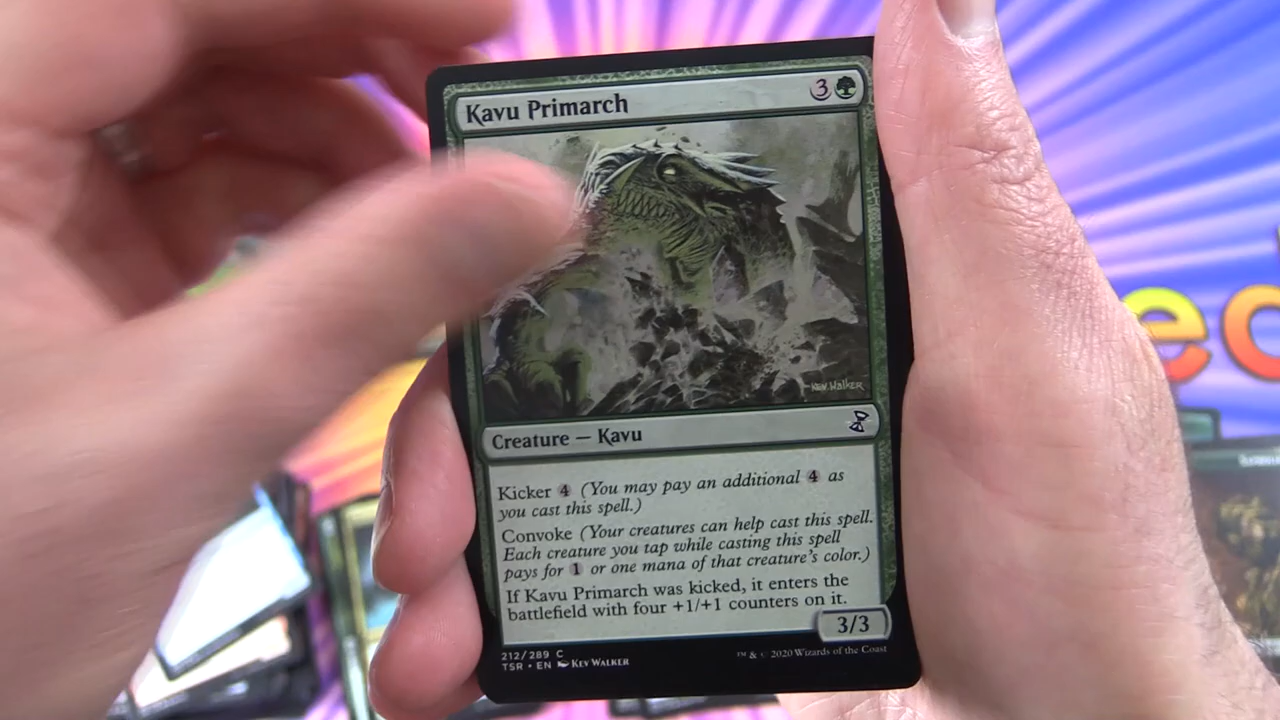 Kavu Primarch 3
Kev. Walker
Creature — Kavu
Kicker 4 (You may pay an additional 4 as
you cast this spell.)
Convoke (Your creatures can help cast this spell.
Each creature you tap while casting this spell
pays for 1 or one mana of that creature's color.)
If Kavu Primarch was kicked, it enters the
battlefield with four +1/+1 counters on it.
3/3
212/289 C
TSR • EN Kev Walker
™ & © 2020 Wizards of the Coast